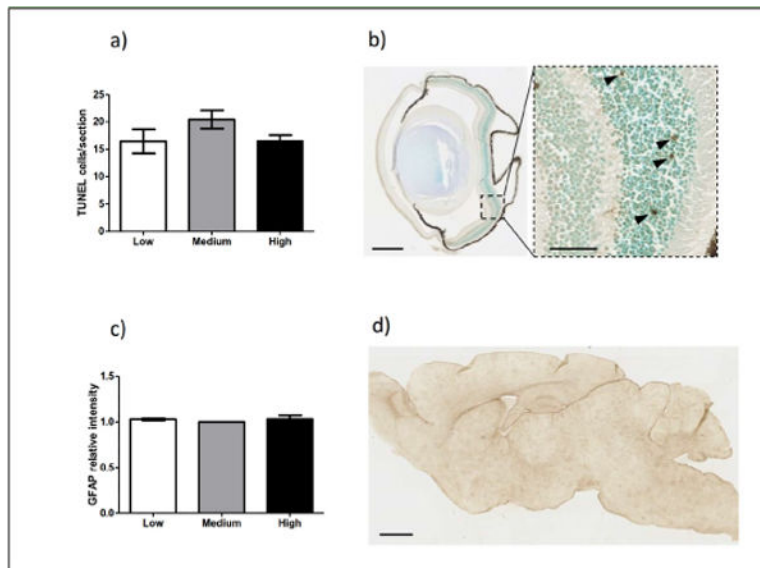 a)
TUNEL cells/section
25
20
15
10
5
0
Low Medium High
b)
c)
GFAP relative intensity
1.5
1.0
0.5
0.0
Low Medium High
d)